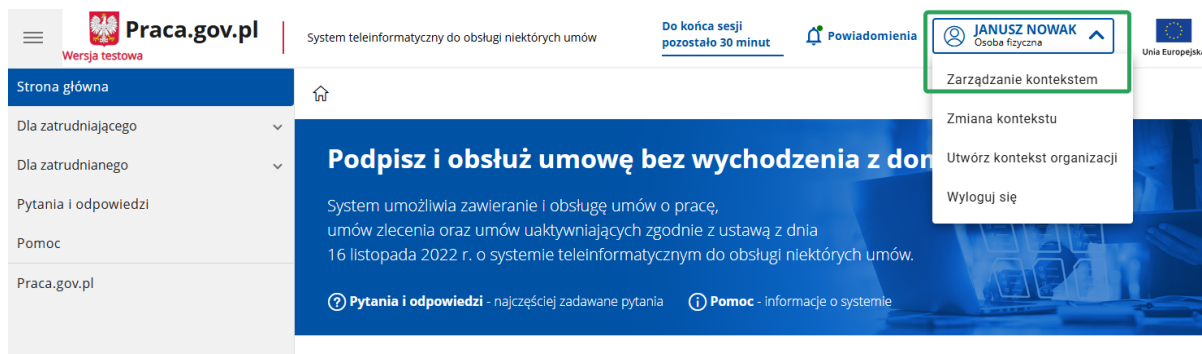 Praca.gov.pl
Wersja testowa
System teleinformatyczny do obsługi niektórych umów
Do końca sesji
pozostało 30 minut
Powiadomienia
JANUSZ NOWAK
Osoba fizyczna
Unia Europejska
Zarządzanie kontekstem
Zmiana kontekstu
Utwórz kontekst organizacji
Wyloguj się
Strona główna
Dla zatrudniającego
Dla zatrudnianego
Pytania i odpowiedzi
Pomoc
Praca.gov.pl
Podpisz i obsłuż umowę bez wychodzenia z dom
System umożliwia zawieranie i obsługę umów o pracę,
umów zlecenia oraz umów uaktywniających zgodnie z ustawą z dnia
16 listopada 2022 r. o systemie teleinformatycznym do obsługi niektórych umów.
Pytania i odpowiedzi - najczęściej zadawane pytania
Pomoc - informacje o systemie